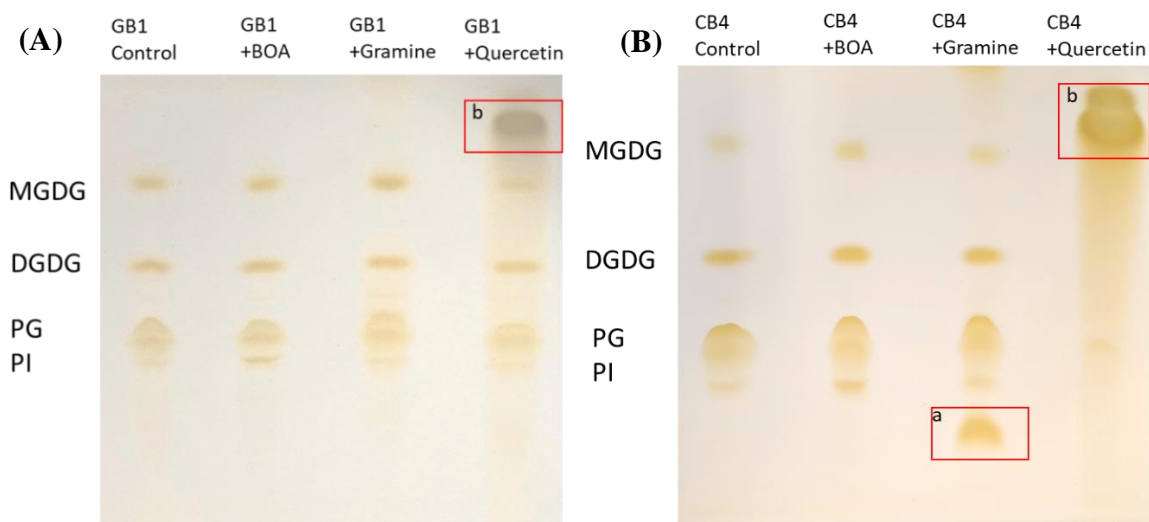 (A)
GB1
Control
GB1
+BOA
GB1
+Gramine
GB1
+Quercetin
b
MGDG
DGDG
PG
PI
(B)
CB4
Control
CB4
+BOA
CB4
+Gramine
CB4
+Quercetin
b
MGDG
DGDG
PG
PI
a